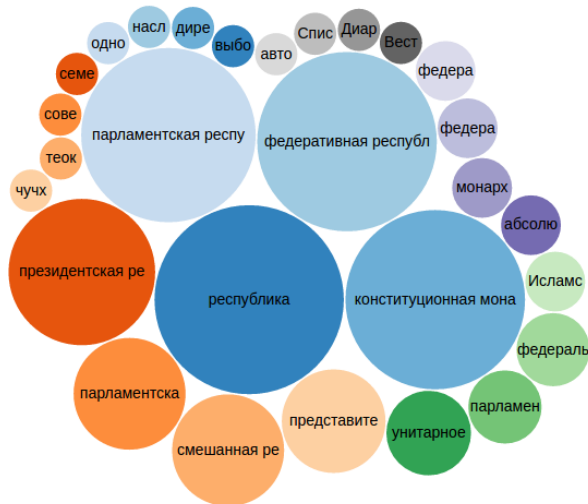 насл
дире
Спис
Диар
одно
выбо
авто
Вест
федера
семе
сове
парламентская респу
федеративная республ
федера
теок
чучх
монарх
абсолю
президентская ре
республика
конституционная мона
Исламс
федераль
парламентска
представите
парламен
унитарное
смешанная ре